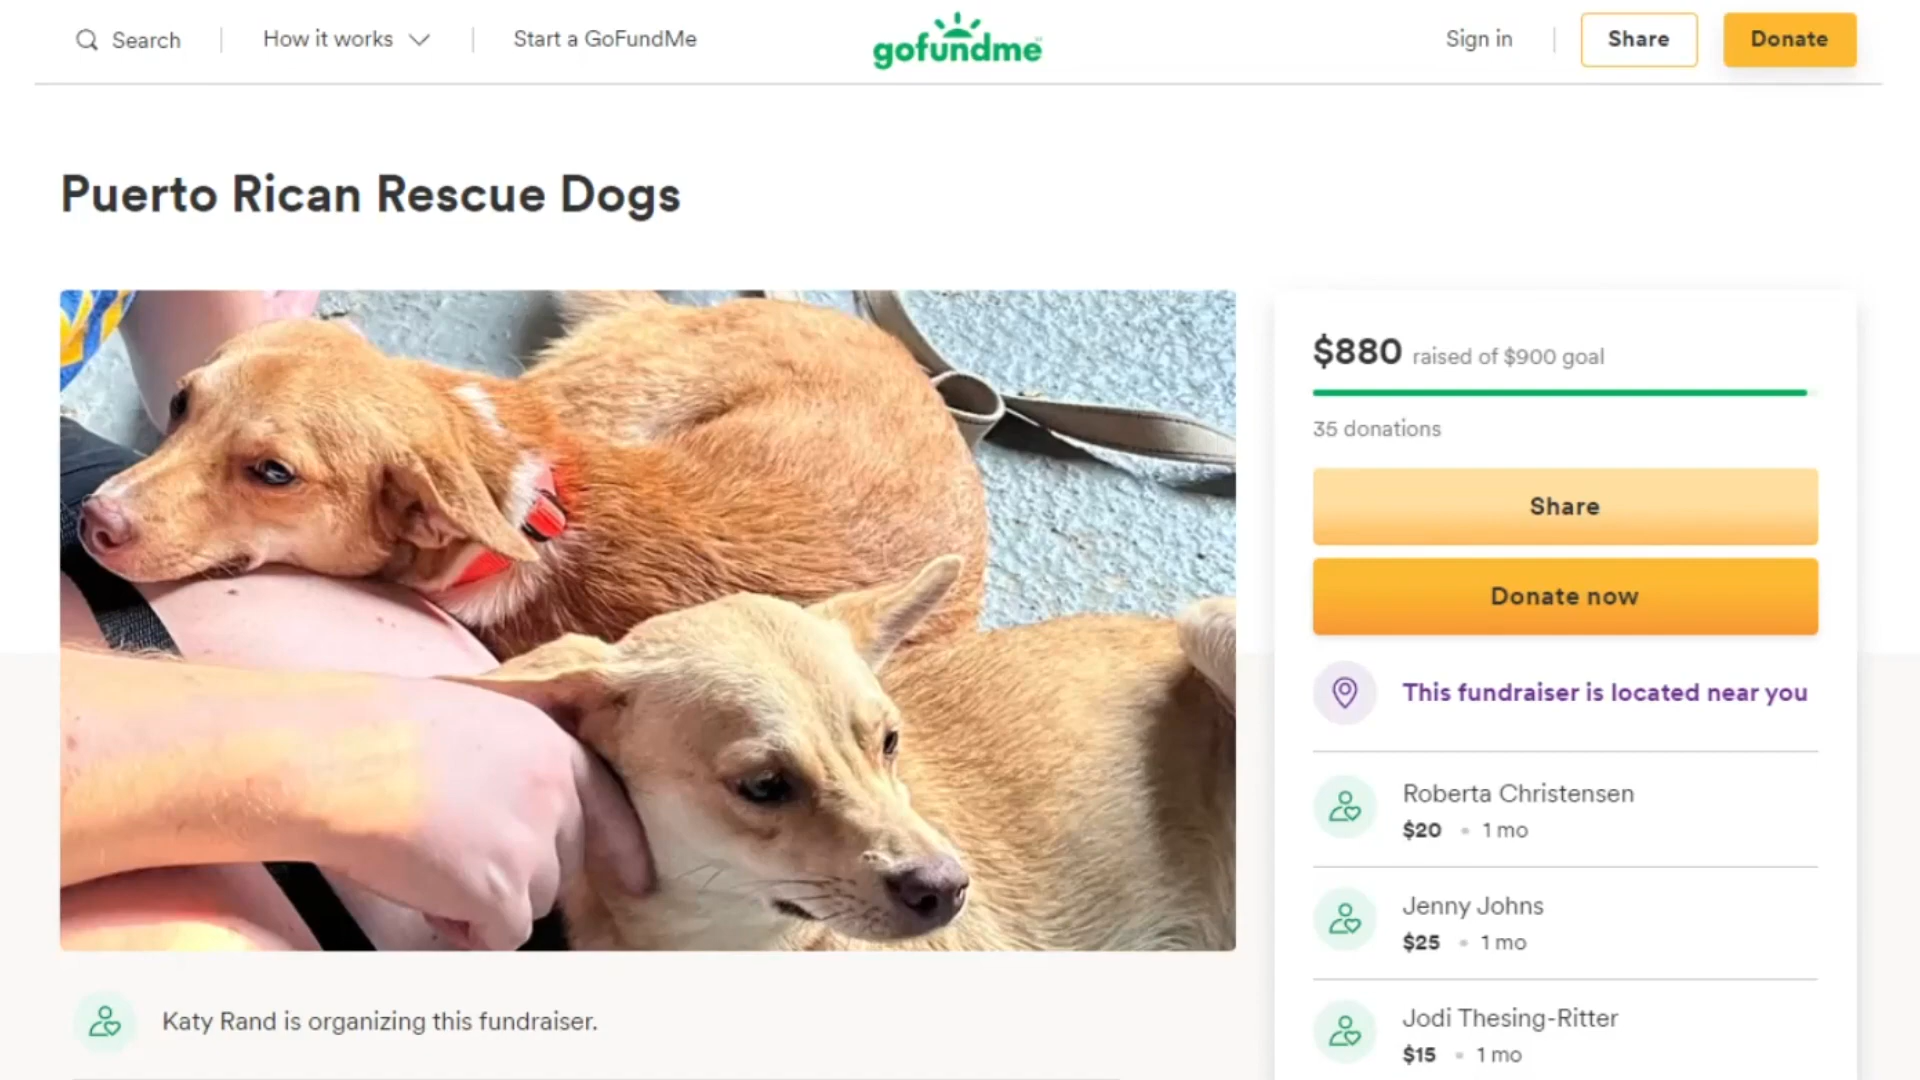 Search
How it works
Start a GoFundMe
gofundme
Sign in
Share
Donate
Puerto Rican Rescue Dogs
$880 raised of $900 goal
35 donations
Share
Donate now
This fundraiser is located near you
Roberta Christensen
$20 • 1 mo
Jenny Johns
$25 • 1 mo
Jodi Thesing-Ritter
$15 • 1 mo
Katy Rand is organizing this fundraiser.